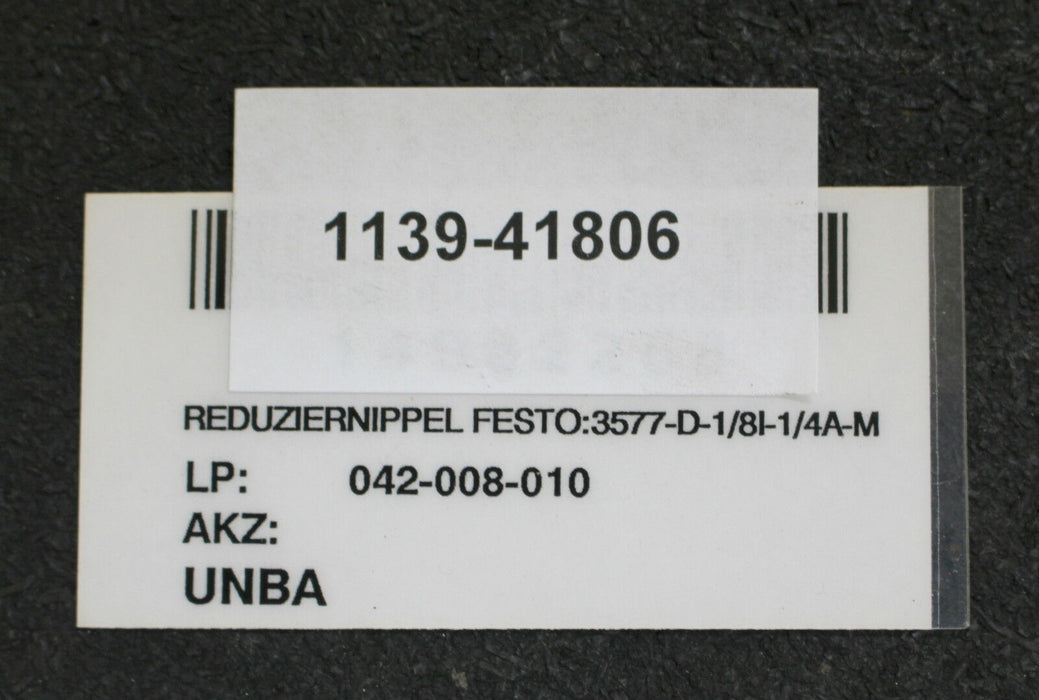 1139-41806
REDUZIERNIPPEL FESTO:3577-D-1/8I-1/4A-M
LP: 042-008-010
AKZ:
UNBA